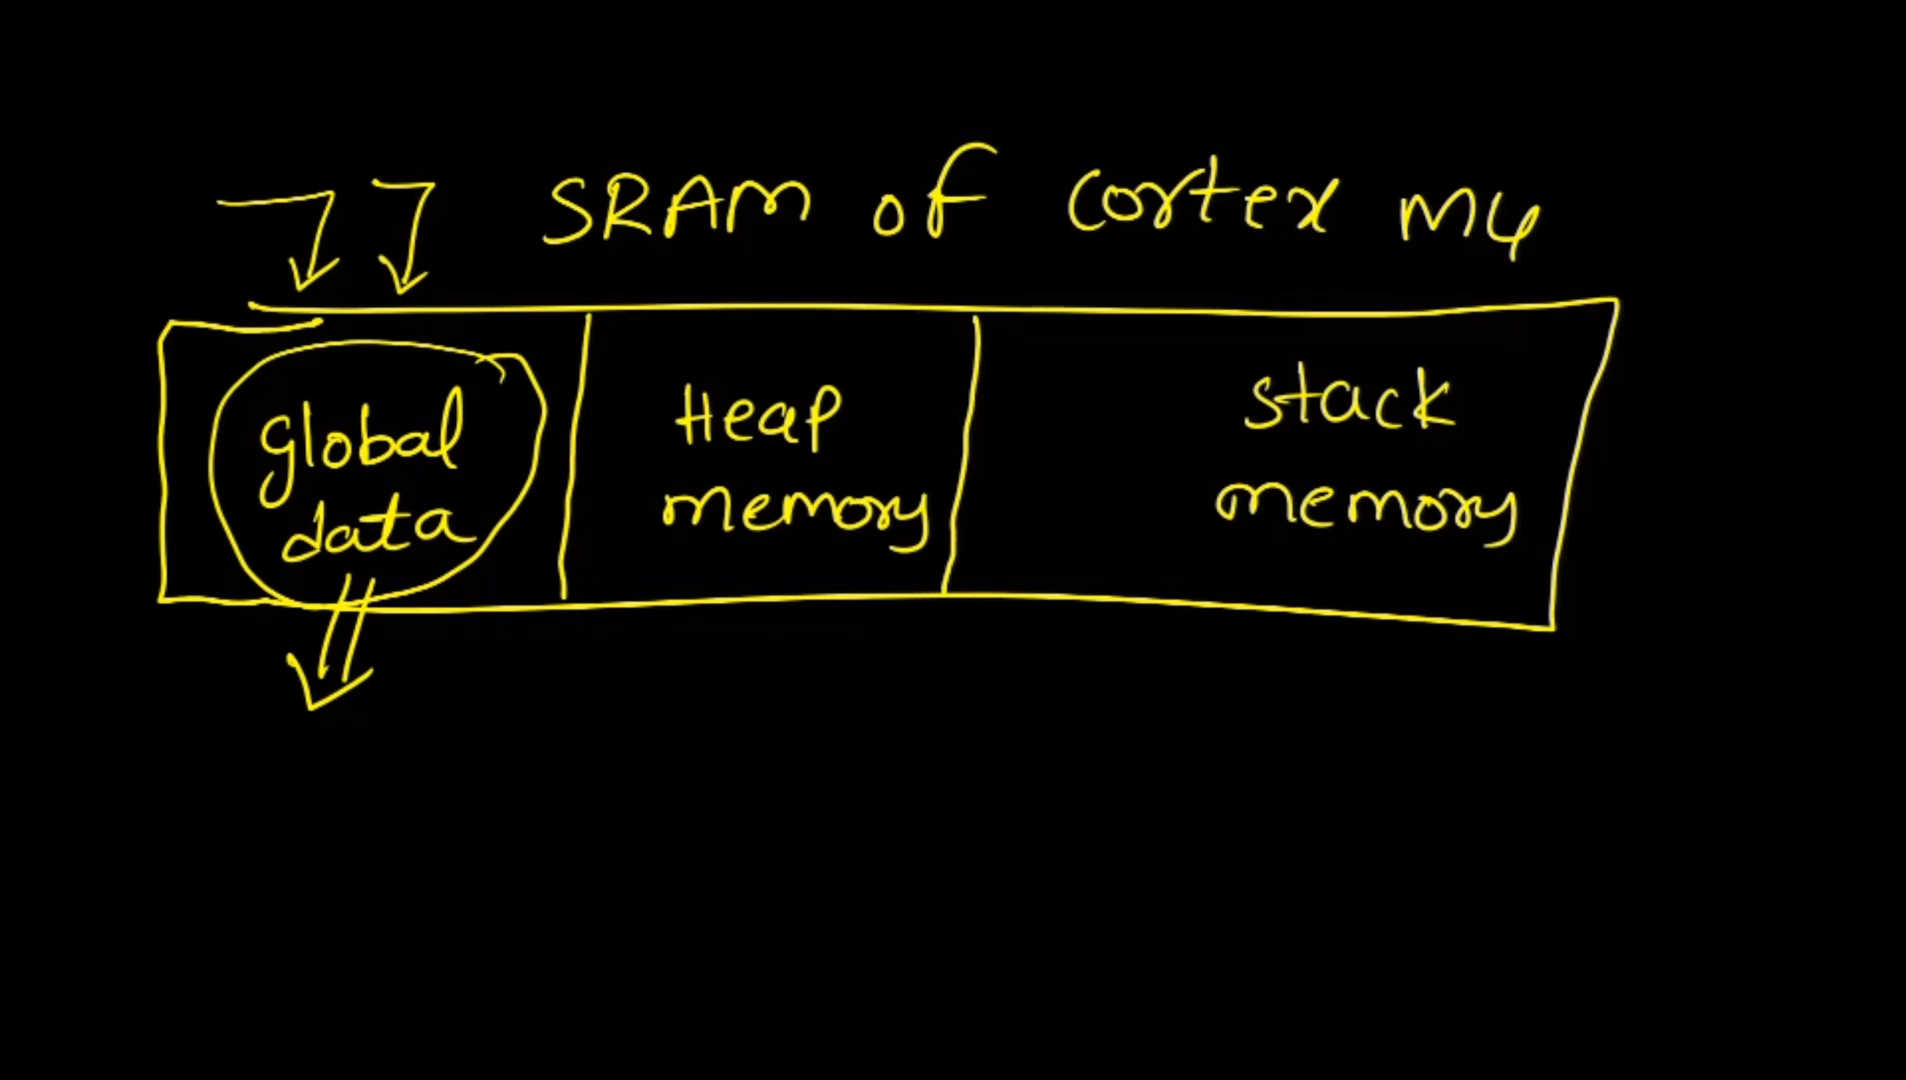 SRAM of cortex M4
global
data
Heap
memory
stack
memory